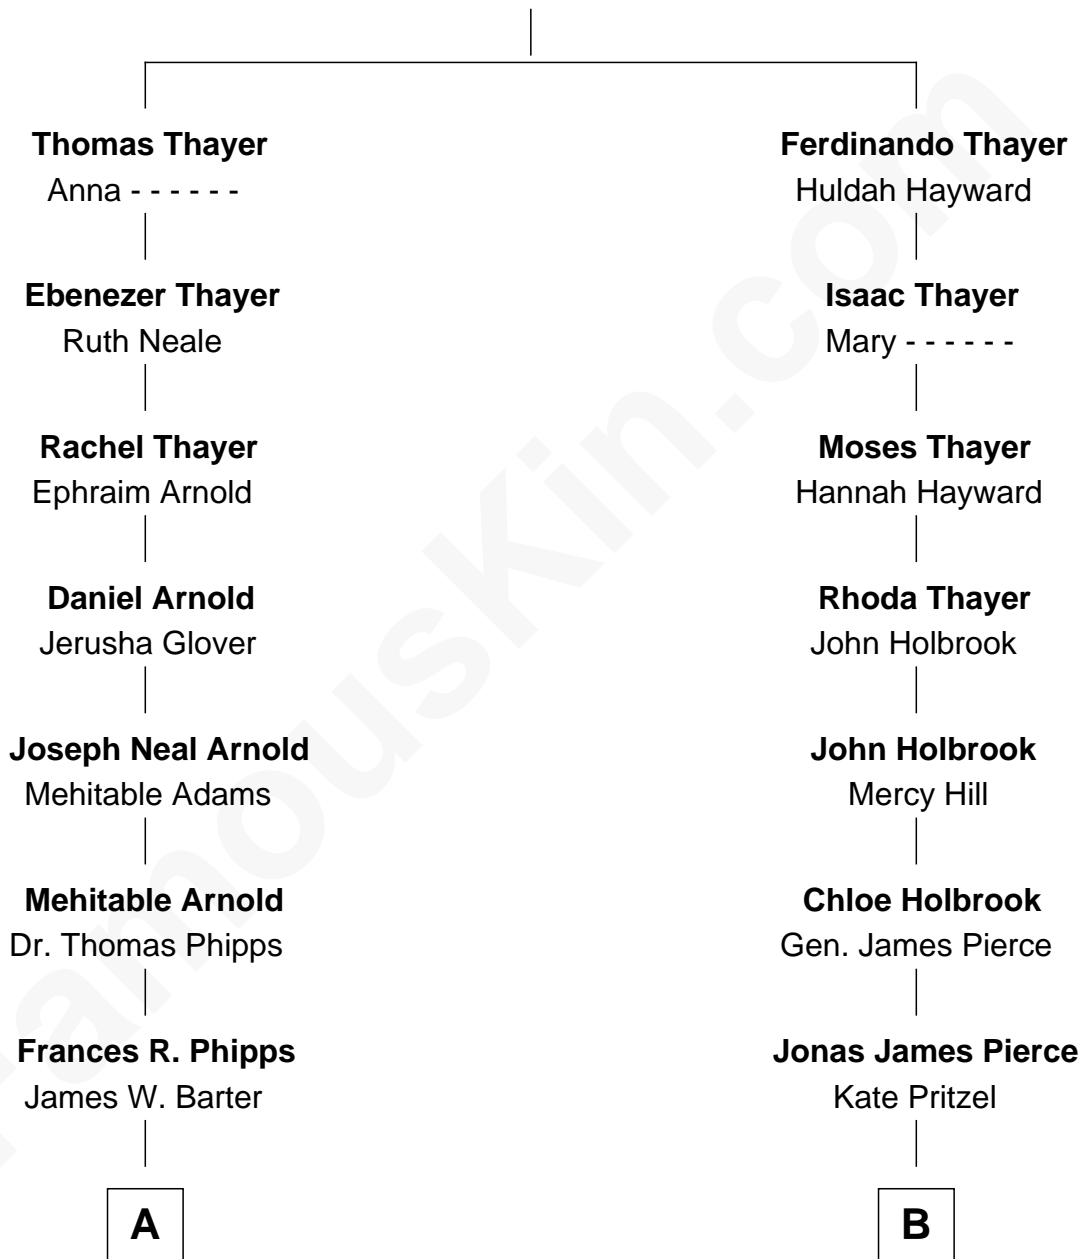 Thomas Thayer
Anna - - - - - -
Ferdinando Thayer
Huldah Hayward
Ebenezer Thayer
Ruth Neale
Isaac Thayer
Mary - - - - - -
Rachel Thayer
Ephraim Arnold
Moses Thayer
Hannah Hayward
Daniel Arnold
Jerusha Glover
Rhoda Thayer
John Holbrook
Joseph Neal Arnold
Mehitable Adams
John Holbrook
Mercy Hill
Mehitable Arnold
Dr. Thomas Phipps
Chloe Holbrook
Gen. James Pierce
Frances R. Phipps
James W. Barter
Jonas James Pierce
Kate Pritzel
A
B
FamousKin.com